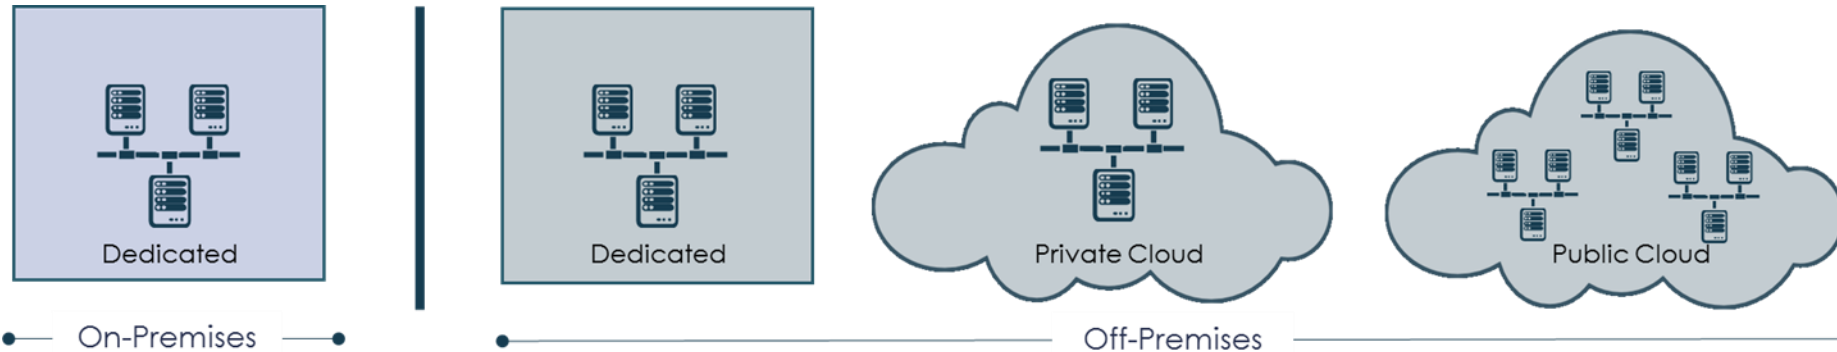 Dedicated
Dedicated
Private Cloud
Public Cloud
On-Premises
Off-Premises